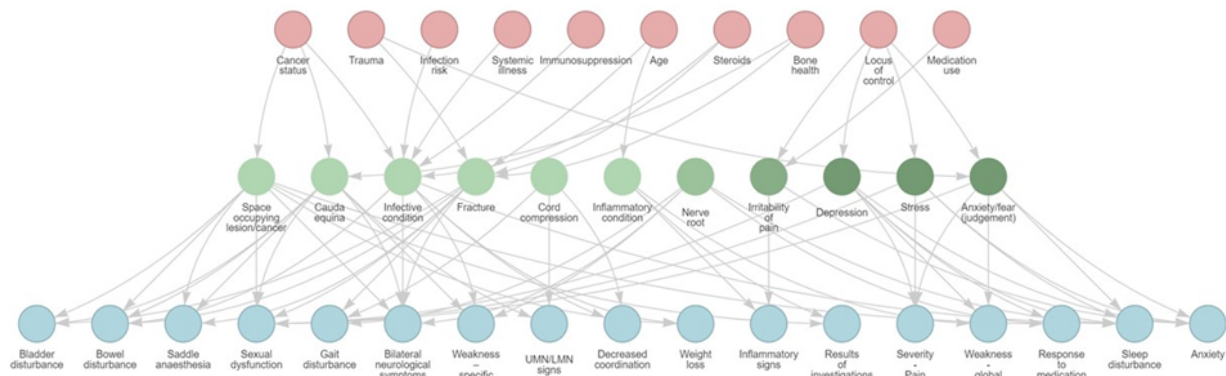 Cancer
status
Trauma
Infection
risk
Systemic
illness
Immunosuppression
Age
Steroids
Bone
health
Locus
of
control
Medication
use
Space
occupying
lesion/cancer
Cauda
equina
Infective
condition
Fracture
Cord
compression
Inflammatory
condition
Nerve
root
Irritability
of
pain
Depression
Stress
Anxiety/fear
(judgement)
Bladder
disturbance
Bowel
disturbance
Saddle
anaesthesia
Sexual
dysfunction
Gait
disturbance
Bilateral
neurological
symptoms
Weakness
–
specific
UMN/LMN
signs
Decreased
coordination
Weight
loss
Inflammatory
signs
Results
of
investigations
Severity
-
Pain
Weakness
-
global
Response
to
medication
Sleep
disturbance
Anxiety